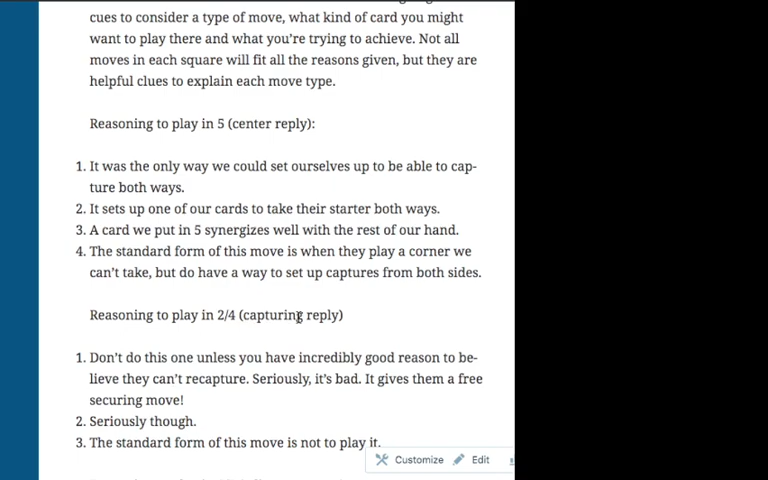 cues to consider a type of move, what kind of card you might
want to play there and what you're trying to achieve. Not all
moves in each square will fit all the reasons given, but they are
helpful clues to explain each move type.
Reasoning to play in 5 (center reply):
1. It was the only way we could set ourselves up to be able to cap-
ture both ways.
2. It sets up one of our cards to take their starter both ways.
3. A card we put in 5 synergizes well with the rest of our hand.
4. The standard form of this move is when they play a corner we
can't take, but do have a way to set up captures from both sides.
Reasoning to play in 2/4 (capturing reply)
1. Don't do this one unless you have incredibly good reason to be-
lieve they can't recapture. Seriously, it's bad. It gives them a free
securing move!
2. Seriously though.
3. The standard form of this move is not to play it.
Customize Edit